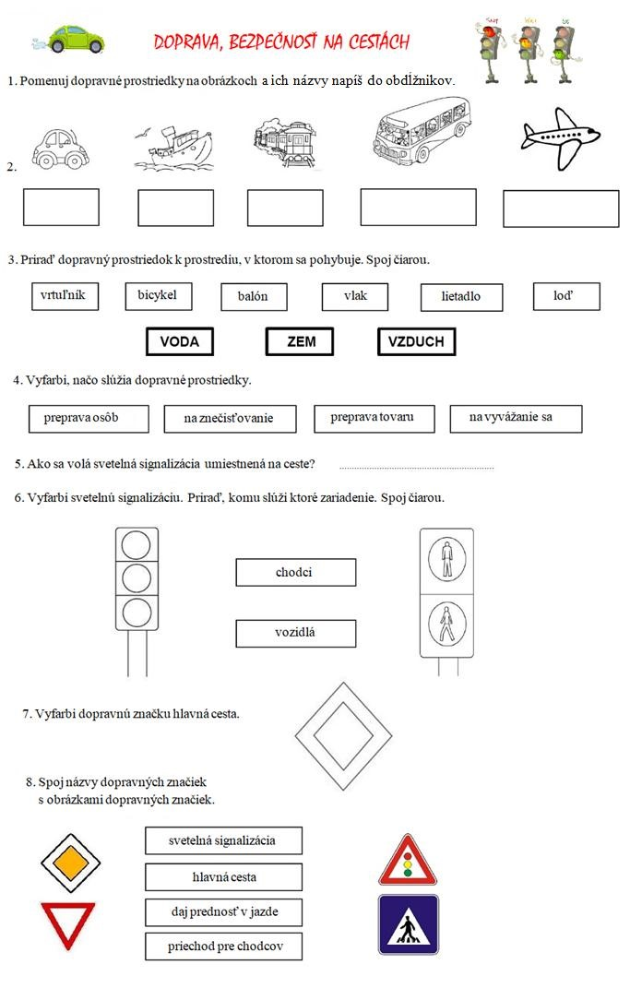 DOPRAVA, BEZPEČNOSŤ NA CESTÁCH
Stop! Wait Go
1. Pomenuj dopravné prostriedky na obrázkoch a ich názvy napíš do obdĺžnikov.
2.
3. Priraď dopravný prostriedok k prostrediu, v ktorom sa pohybuje. Spoj čiarou.
vrtuľník bicykel balón vlak lietadlo loď
VODA ZEM VZDUCH
4. Vyfarbi, načo slúžia dopravné prostriedky.
preprava osôb na znečisťovanie preprava tovaru na vyvážanie sa
5. Ako sa volá svetelná signalizácia umiestnená na ceste? ..........................................................
6. Vyfarbi svetelnú signalizáciu. Priraď, komu slúži ktoré zariadenie. Spoj čiarou.
chodci
vozidlá
7. Vyfarbi dopravnú značku hlavná cesta.
8. Spoj názvy dopravných značiek
s obrázkami dopravných značiek.
svetelná signalizácia
hlavná cesta
daj prednosť v jazde
priechod pre chodcov